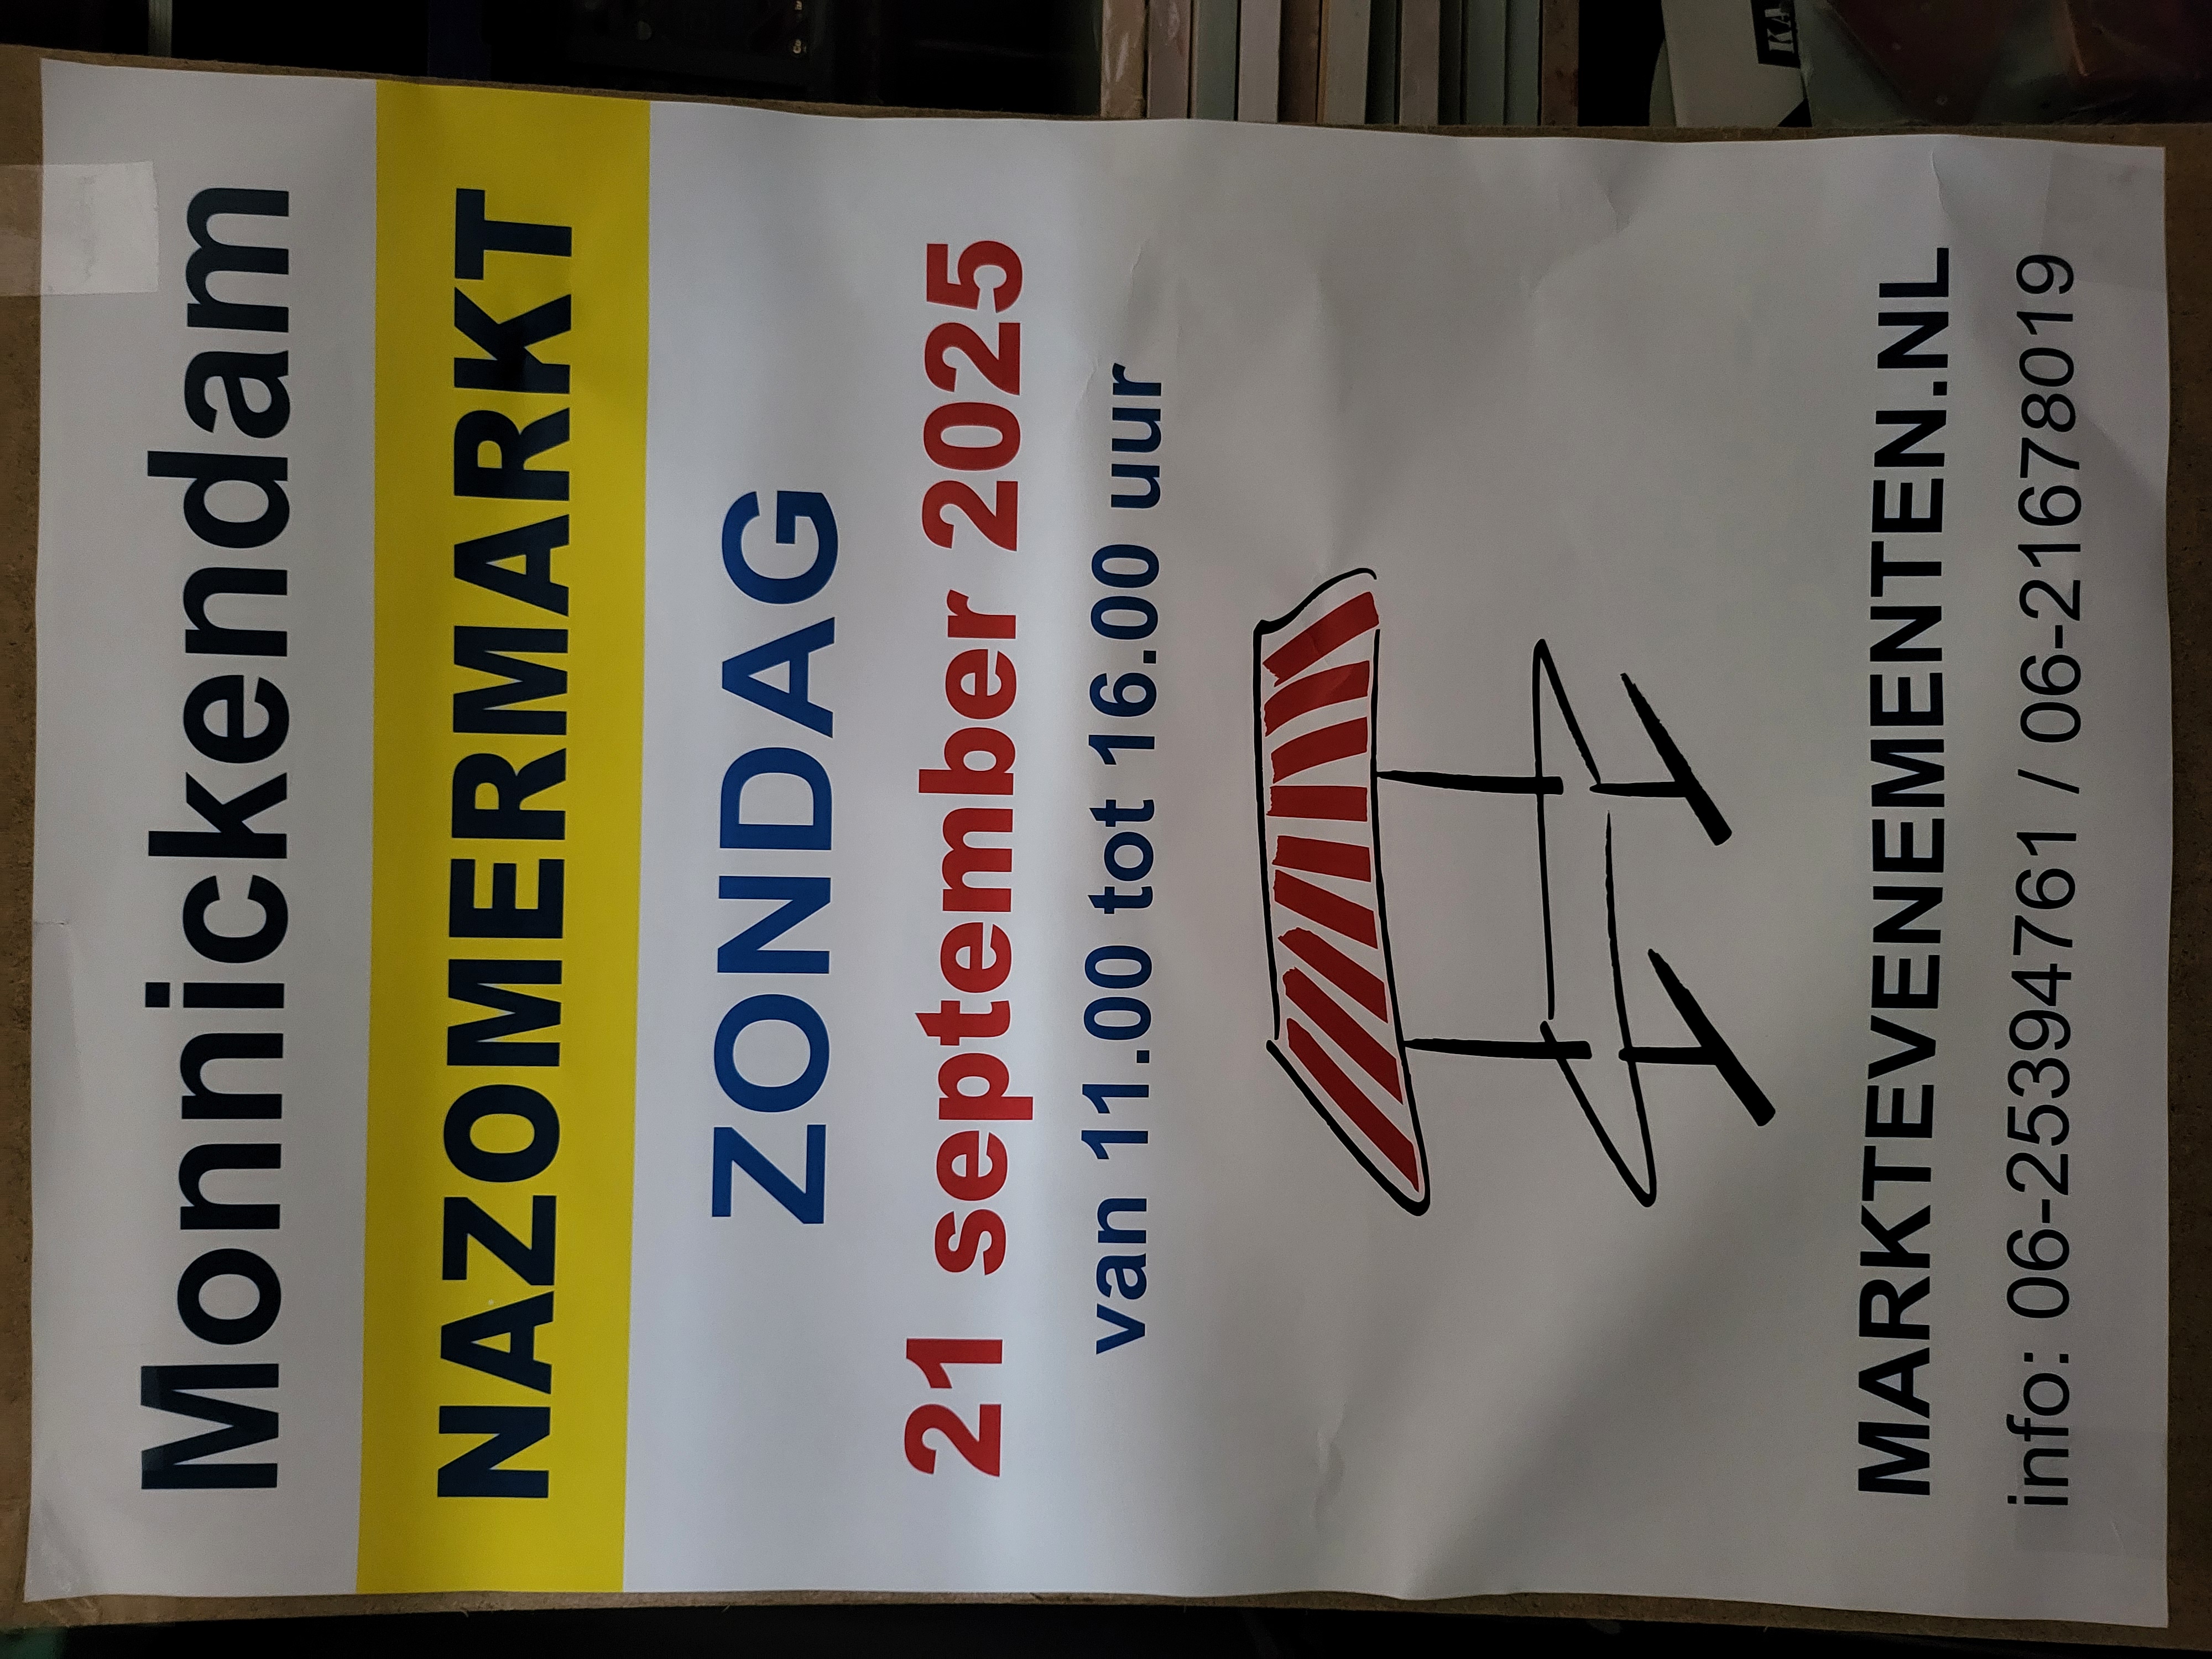 Monnickendam
NAZOMERMARKT
ZONDAG
21 september 2025
van 11.00 tot 16.00 uur
MARKTEVENEMENTEN.NL
info: 06-25394761 / 06-21678019